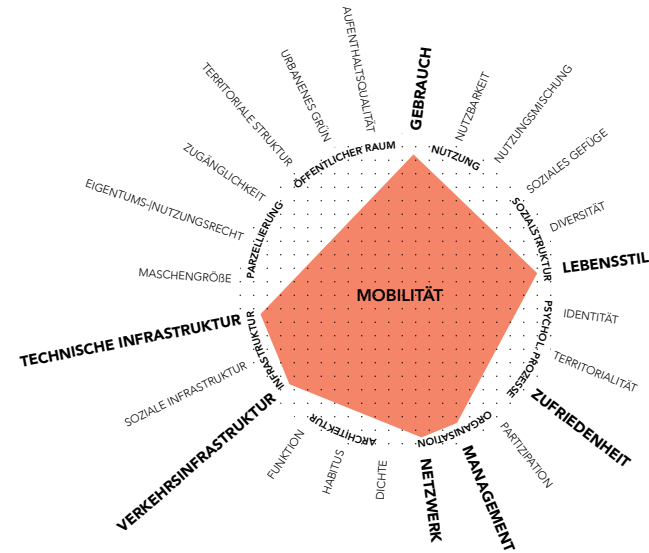 AUFENTHALTSQUALITÄT
GEBRAUCH
NUTZBARKEIT
NUTZUNGSMISCHUNG
SOZIALES GEFÜGE
DIVERSITÄT
LEBENSSTIL
IDENTITÄT
TERRITORIALITÄT
ZUFRIEDENHEIT
PARTIZIPATION
MANAGEMENT
NETZWERK
DICHTE
HABITUS
FUNKTION
VERKEHRSINFRASTRUKTUR
SOZIALE INFRASTRUKTUR
TECHNISCHE INFRASTRUKTUR
MASCHENGRÖßE
EIGENTUMS-/NUTZUNGSRECHT
ZUGÄNGLICHKEIT
TERRITORIALE STRUKTUR
URBANENES GRÜN
ÖFFENTLICHER RAUM
NUTZUNG
SOZIALSTRUKTUR
PSYCHOL. PROZESSE
ORGANISATION
ARCHITEKTUR
INFRASTRUKTUR
PARZELLIERUNG
MOBILITÄT